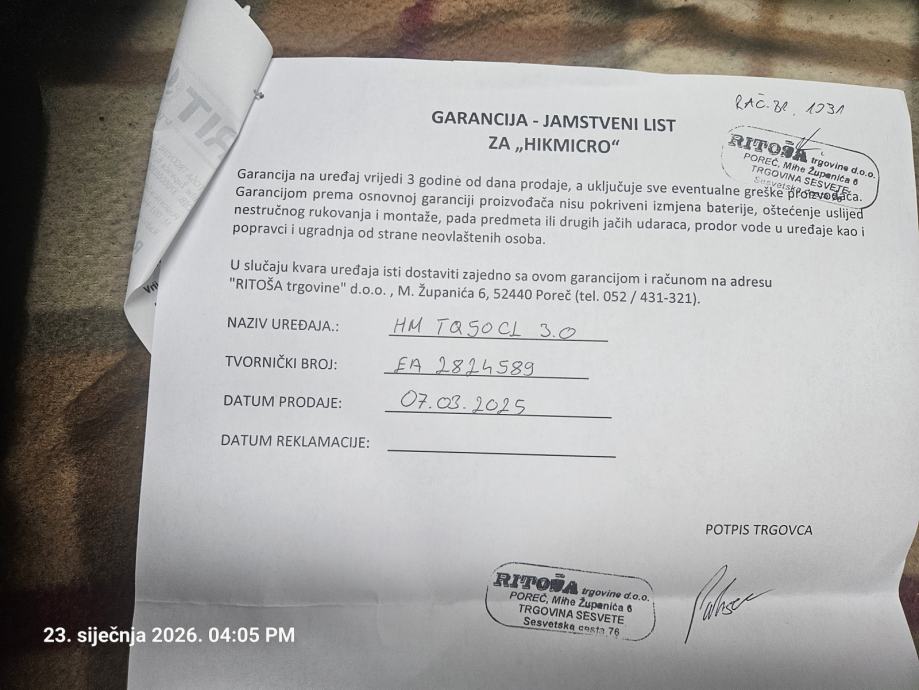 RAČ. BR. 1231
GARANCIJA - JAMSTVENI LIST
ZA „HIKMICRO“
RITOŠA trgovine d.o.o.
POREČ, Mihe Županića 6
TRGOVINA SESVETE
Sesvetska
Garancija na uređaj vrijedi 3 godine od dana prodaje, a uključuje sve eventualne greške proizvođača.
Garancijom prema osnovnoj garanciji proizvođača nisu pokriveni izmjena baterije, oštećenje uslijed
nestručnog rukovanja i montaže, pada predmeta ili drugih jačih udaraca, prodor vode u uređaje kao i
popravci i ugradnja od strane neovlaštenih osoba.
U slučaju kvara uređaja isti dostaviti zajedno sa ovom garancijom i računom na adresu
"RITOŠA trgovine" d.o.o. , M. Županića 6, 52440 Poreč (tel. 052 / 431-321).
NAZIV UREĐAJA.: HM TQ50CL 3.0
TVORNIČKI BROJ: EA 2824589
DATUM PRODAJE: 07.03.2025
DATUM REKLAMACIJE:
POTPIS TRGOVCA
RITOŠA trgovine d.o.o.
POREČ, Mihe Županića 6
TRGOVINA SESVETE
Sesvetska cesta 76
23. siječnja 2026. 04:05 PM